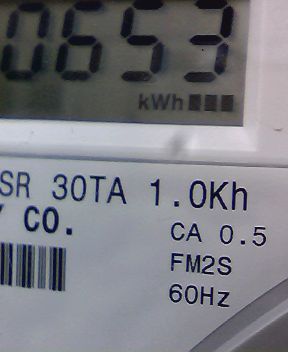 0653
kWh
SR 30TA 1.0Kh
Y CO.
CA 0.5
FM2S
60Hz